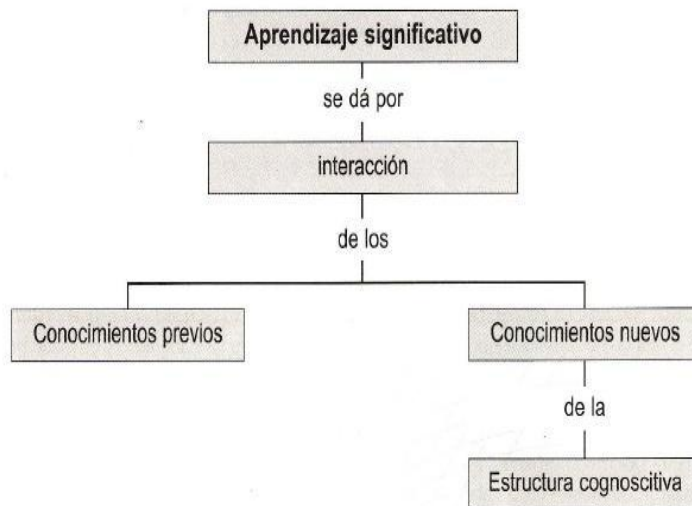 Aprendizaje significativo
se dá por
interacción
de los
Conocimientos previos
Conocimientos nuevos
de la
Estructura cognoscitiva